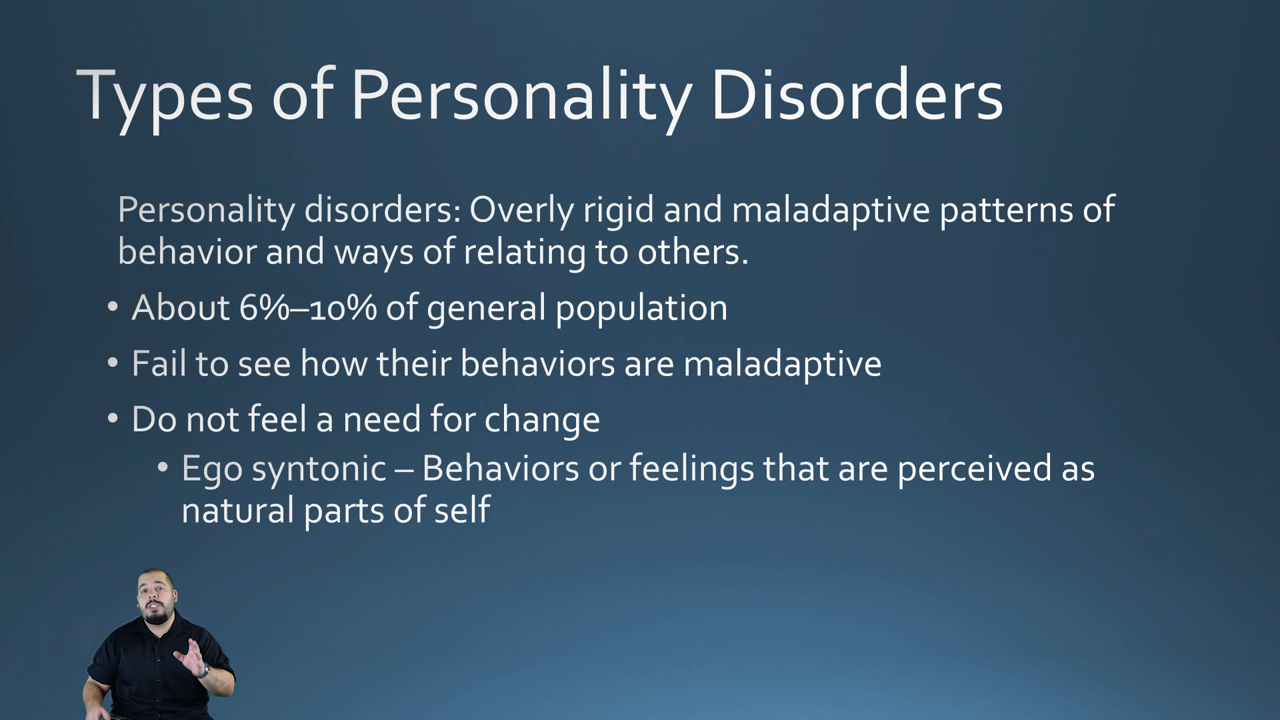 Types of Personality Disorders
Personality disorders: Overly rigid and maladaptive patterns of
behavior and ways of relating to others.
• About 6%–10% of general population
• Fail to see how their behaviors are maladaptive
• Do not feel a need for change
• Ego syntonic – Behaviors or feelings that are perceived as
natural parts of self